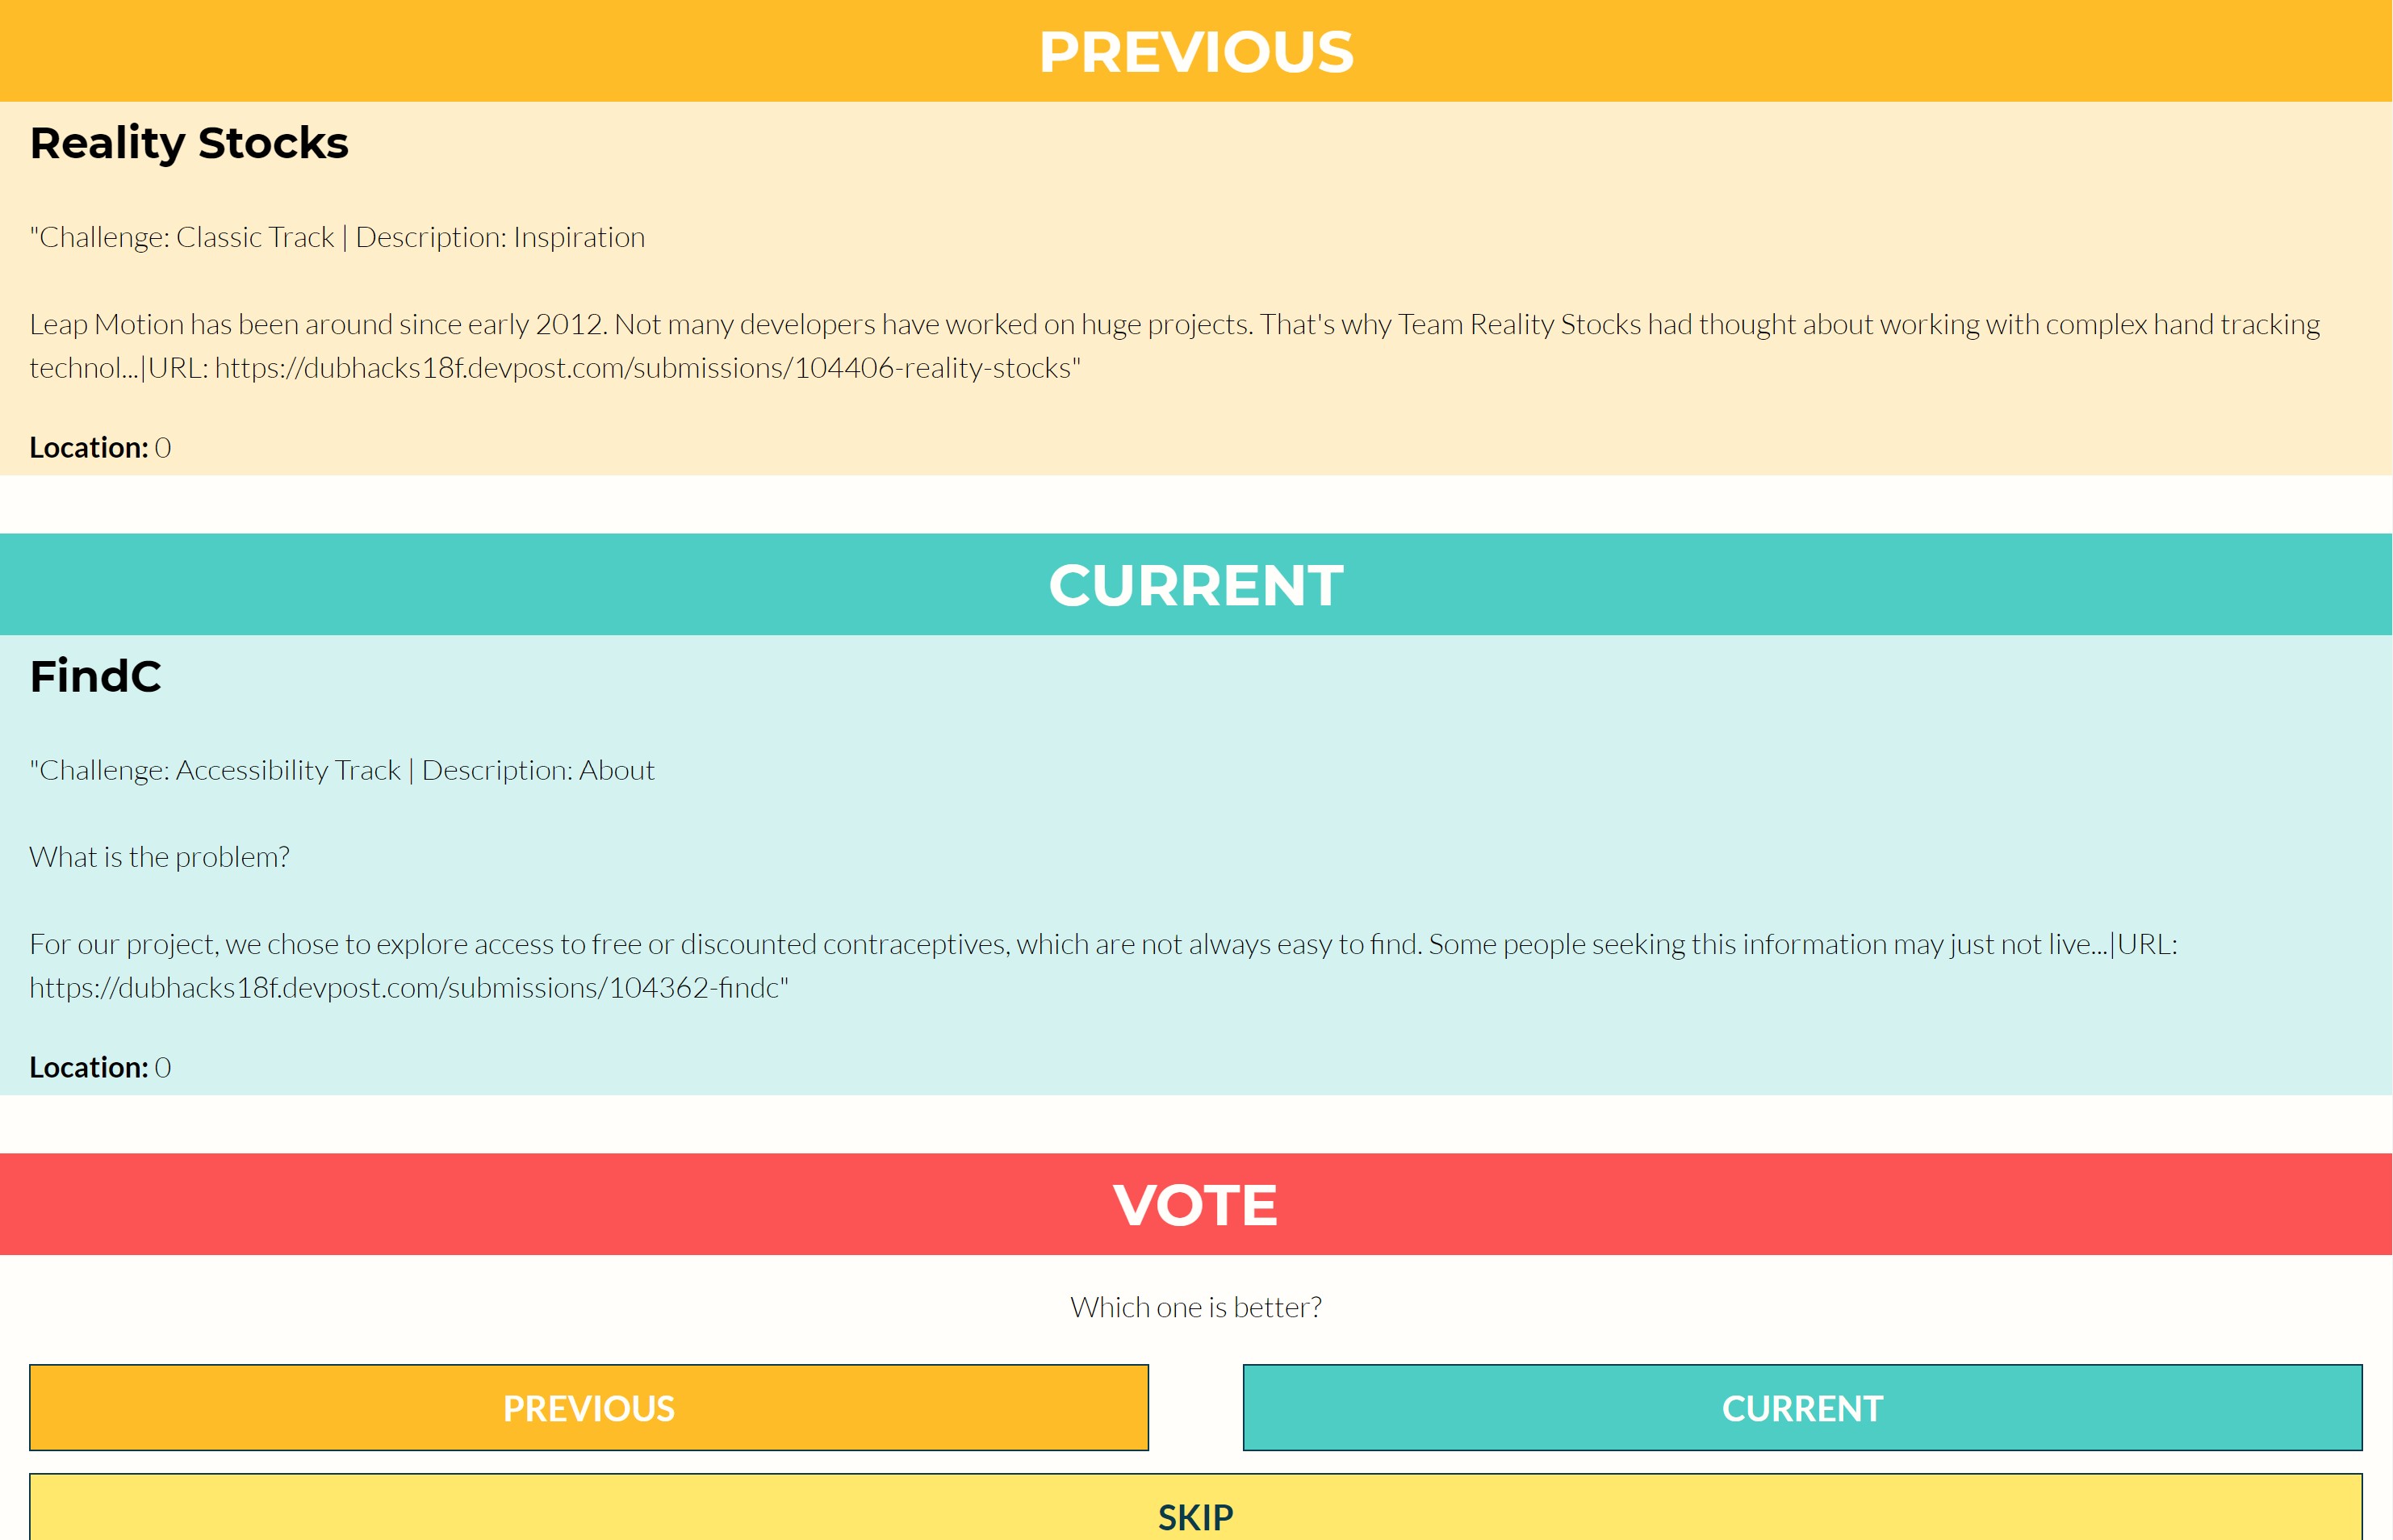 PREVIOUS
Reality Stocks
"Challenge: Classic Track | Description: Inspiration
Leap Motion has been around since early 2012. Not many developers have worked on huge projects. That's why Team Reality Stocks had thought about working with complex hand tracking
technol...|URL: https://dubhacks18f.devpost.com/submissions/104406-reality-stocks"
Location: 0
CURRENT
FindC
"Challenge: Accessibility Track | Description: About
What is the problem?
For our project, we chose to explore access to free or discounted contraceptives, which are not always easy to find. Some people seeking this information may just not live...|URL:
https://dubhacks18f.devpost.com/submissions/104362-findc"
Location: 0
VOTE
Which one is better?
PREVIOUS
CURRENT
SKIP